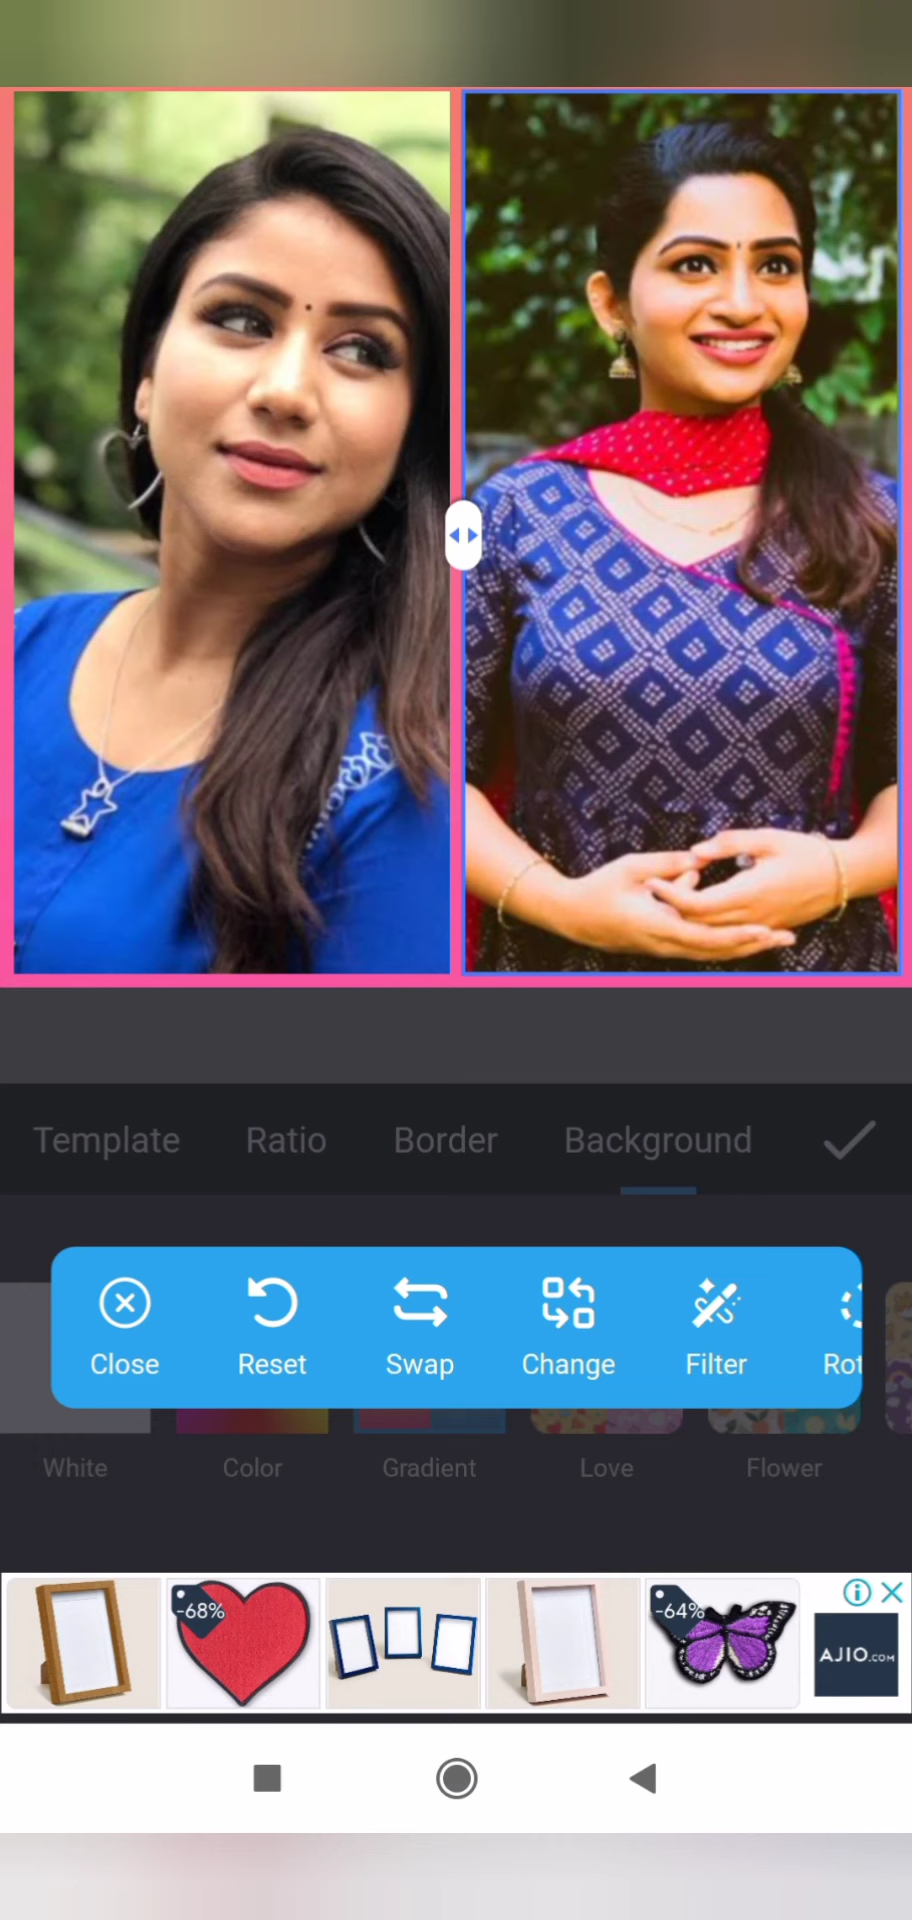 Template Ratio Border Background
Close Reset Swap Change Filter Rot
White Color Gradient Love Flower
-68% -64% AJIO.COM